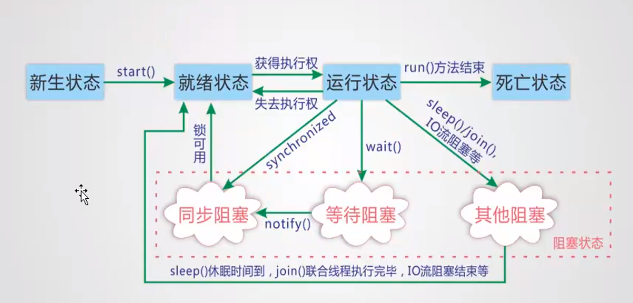 新生状态
start()
就绪状态
获得执行权
失去执行权
运行状态
run()方法结束
死亡状态
锁可用
synchronized
wait()
sleep()/join(),
IO流阻塞等
同步阻塞
notify()
等待阻塞
其他阻塞
阻塞状态
sleep()休眠时间到，join()联合线程执行完毕，IO流阻塞结束等